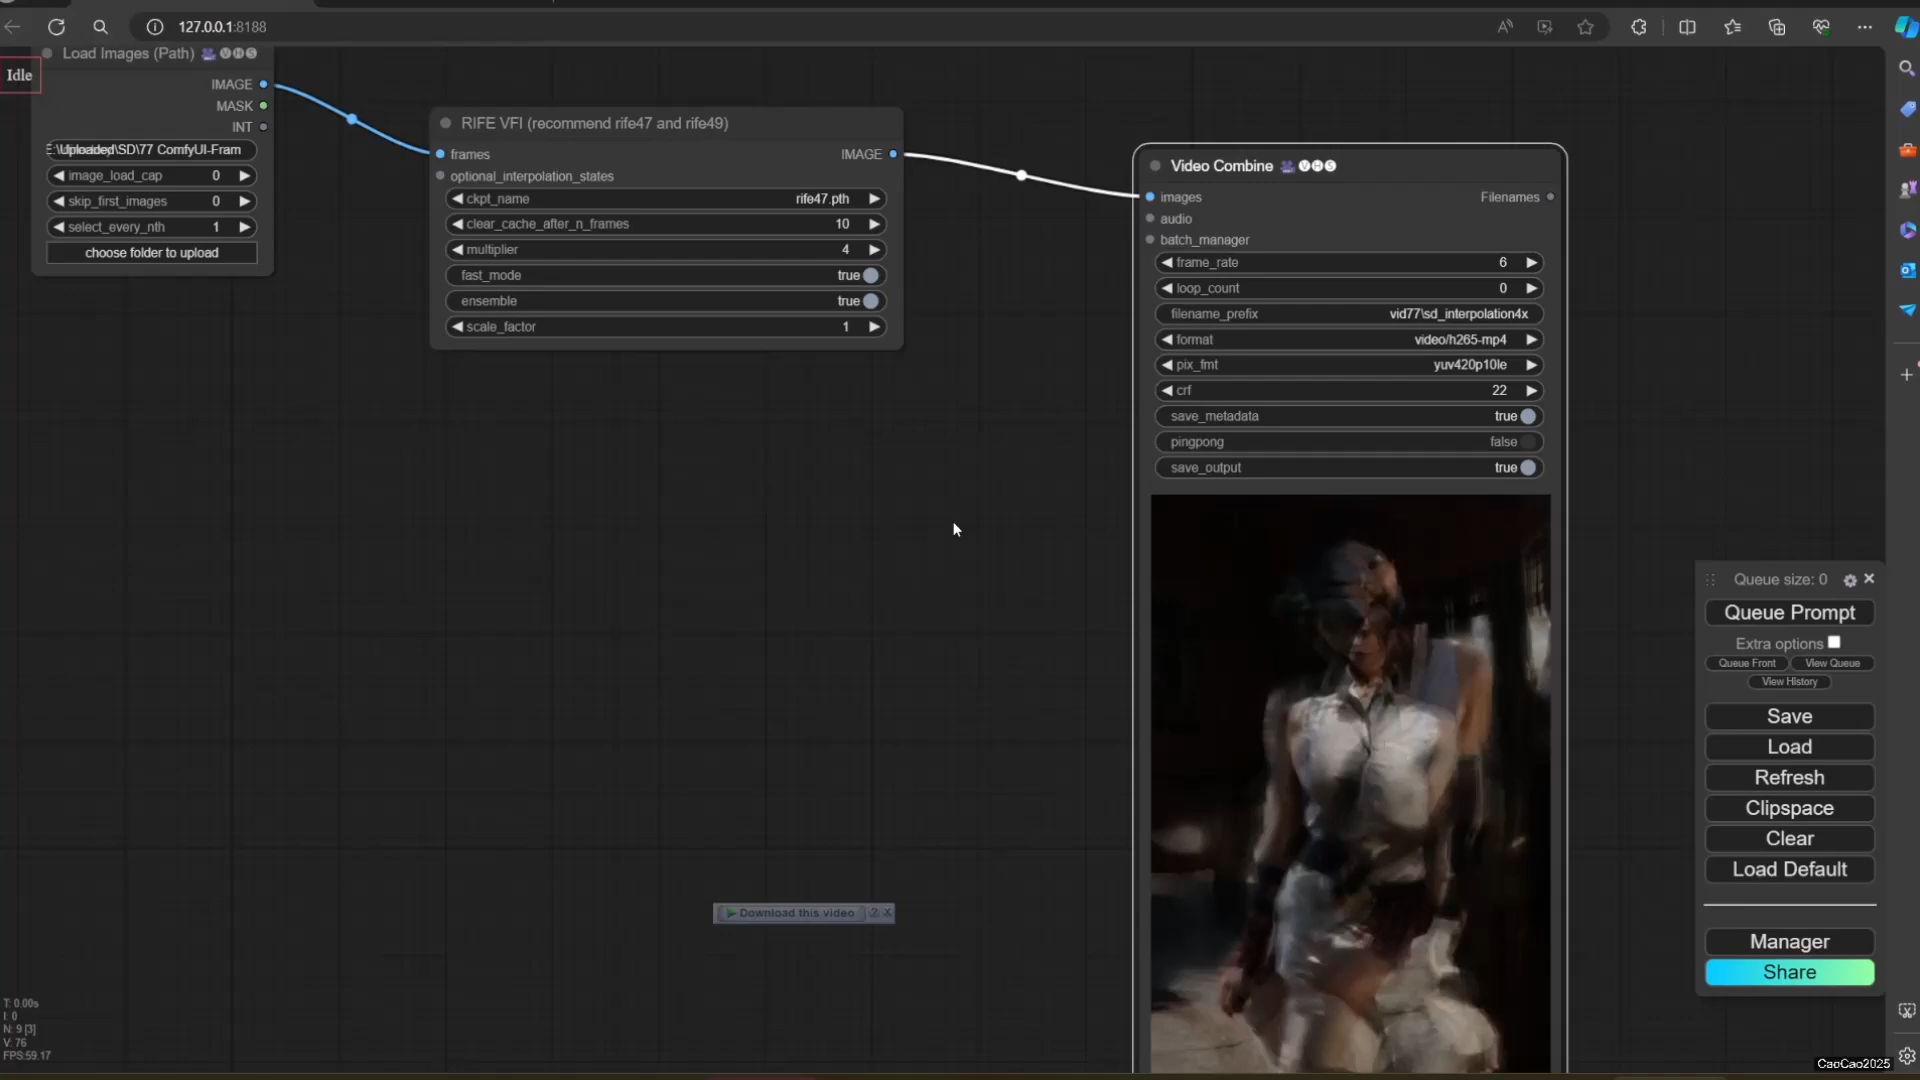 127.0.0.1:8188
Load Images (Path) VHS
Idle
IMAGE
MASK
INT
image_load_cap 0
skip_first_images 0
select_every_nth 1
choose folder to upload
RIFE VFI (recommend rife47 and rife49)
frames IMAGE
optional_interpolation_states
ckpt_name rife47.pth
clear_cache_after_n_frames 10
multiplier 4
fast_mode true
ensemble true
scale_factor 1
Video Combine VHS
images Filenames
audio
batch_manager
frame_rate 6
loop_count 0
filename_prefix vid77\sd_interpolation4x
format video/h265-mp4
pix_fmt yuv420p10le
crf 22
save_metadata true
pingpong false
save_output true
Download this video ? X
Queue size: 0
Queue Prompt
Extra options
Queue Front View Queue
View History
Save
Load
Refresh
Clipspace
Clear
Load Default
Manager
Share
T: 0.00s
I: 0
N: 9 [3]
V: 76
FPS:59.17
CaoCao2025